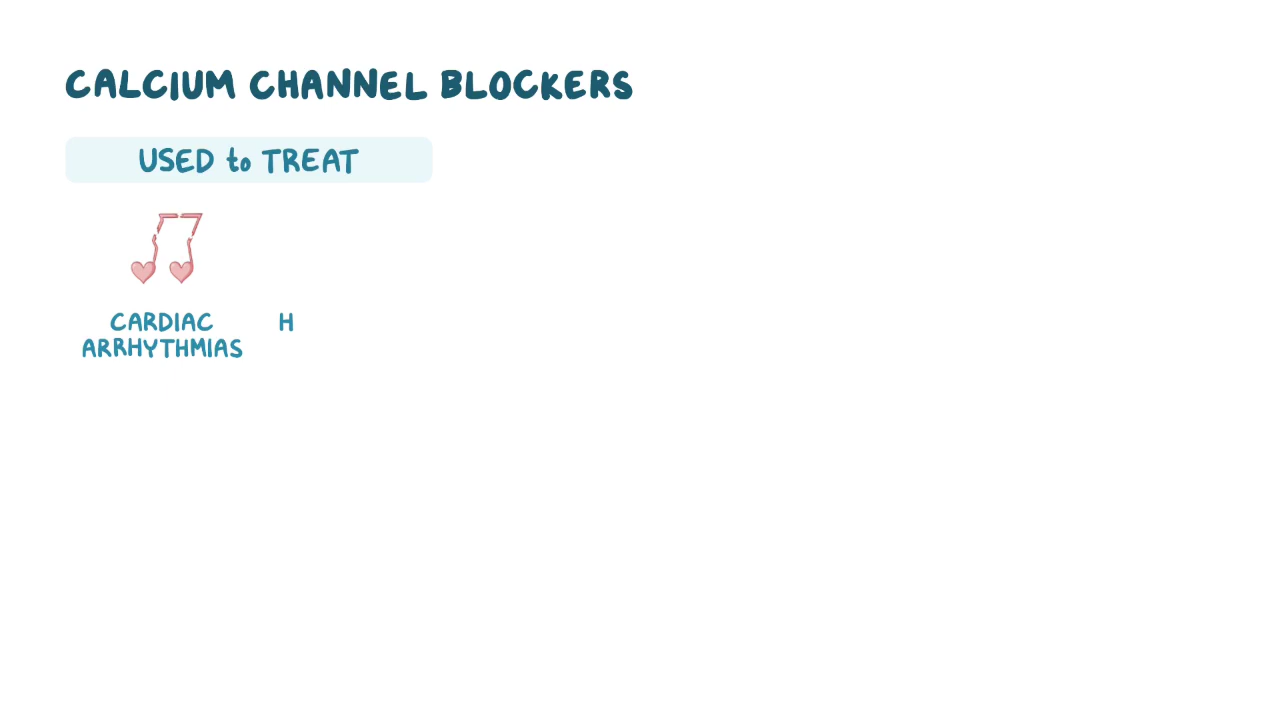 CALCIUM CHANNEL BLOCKERS
USED to TREAT
CARDIAC H
ARRHYTHMIAS